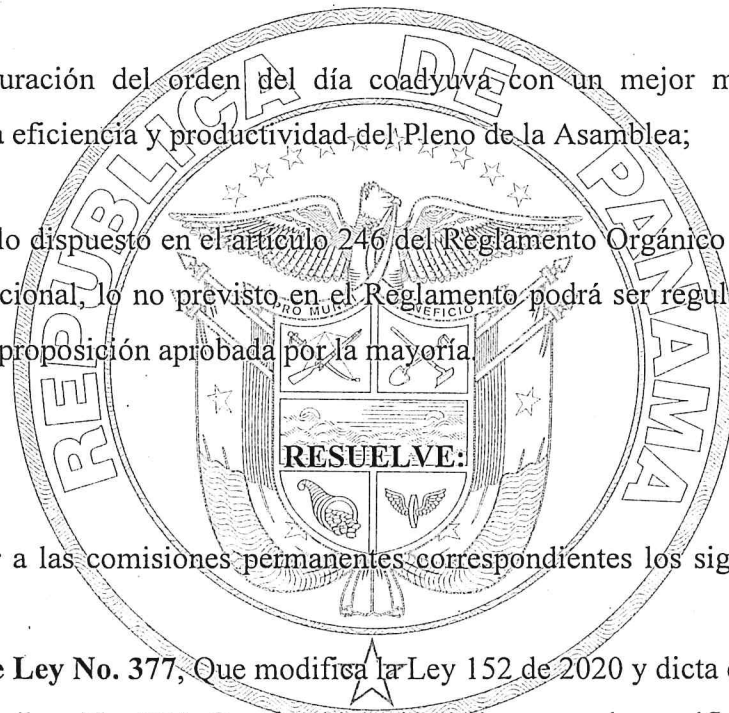 uración del orden del día coadyuva con un mejor m
a eficiencia y productividad del Pleno de la Asamblea;
lo dispuesto en el artículo 246 del Reglamento Orgánico
cional, lo no previsto en el Reglamento podrá ser regul
proposición aprobada por la mayoría.
REPUBLICA DE PANAMA
PRO MUNDI BENEFICIO
RESUELVE:
r a las comisiones permanentes correspondientes los sig
e Ley No. 377, Que modifica la Ley 152 de 2020 y dicta